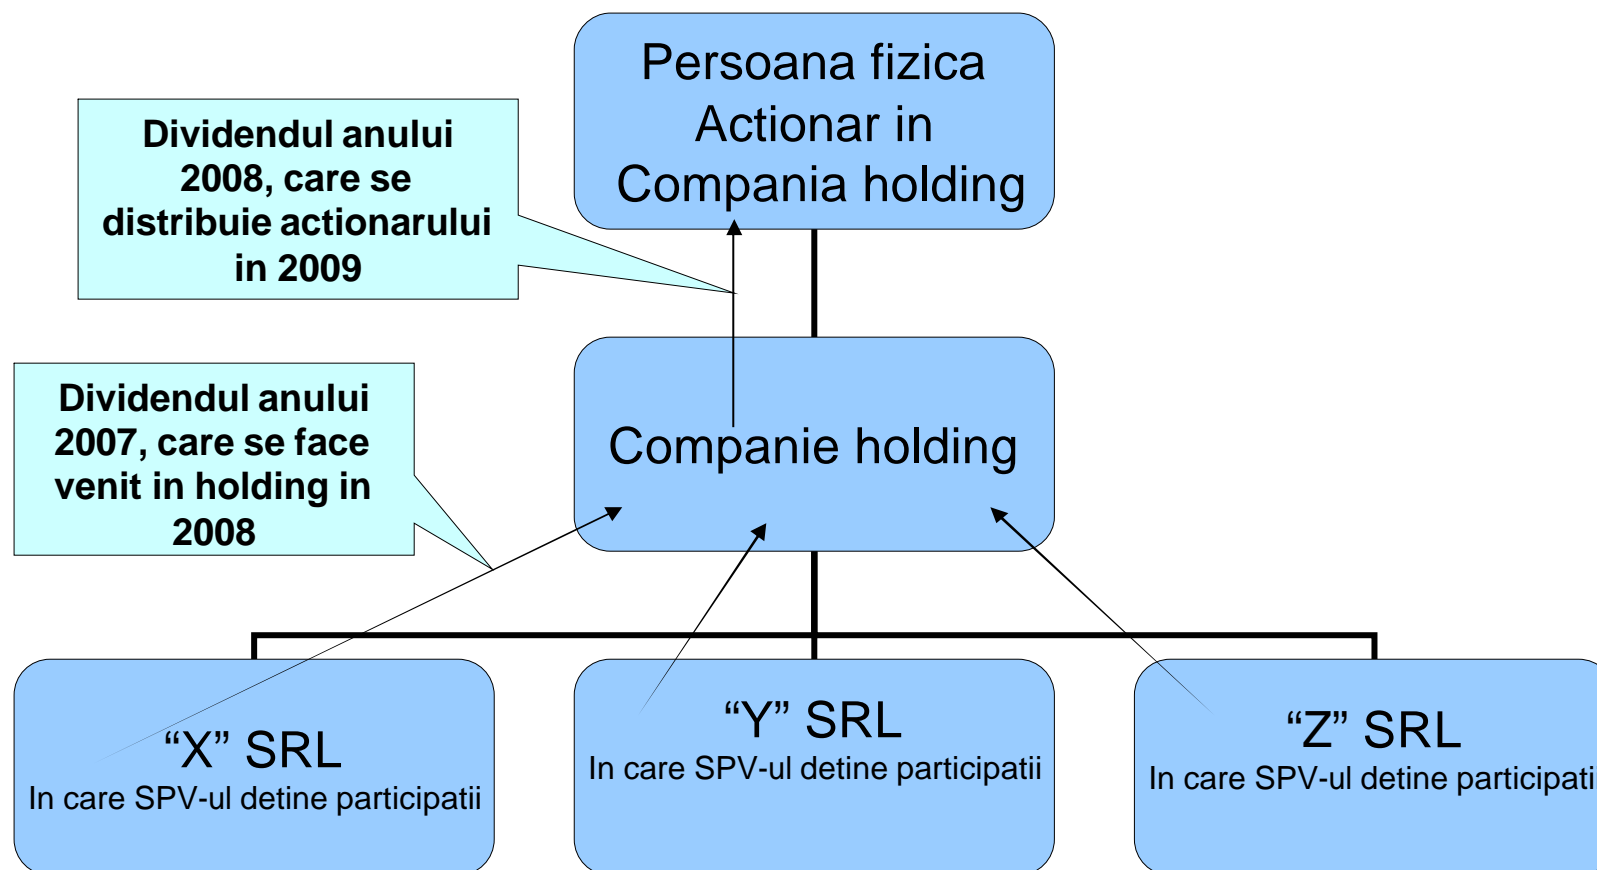 Persoana fizica
Actionar in
Compania holding
Dividendul anului
2008, care se
distribuie actionarului
in 2009
Dividendul anului
2007, care se face
venit in holding in
2008
Companie holding
“X” SRL
In care SPV-ul detine participatii
“Y” SRL
In care SPV-ul detine participatii
“Z” SRL
In care SPV-ul detine participatii